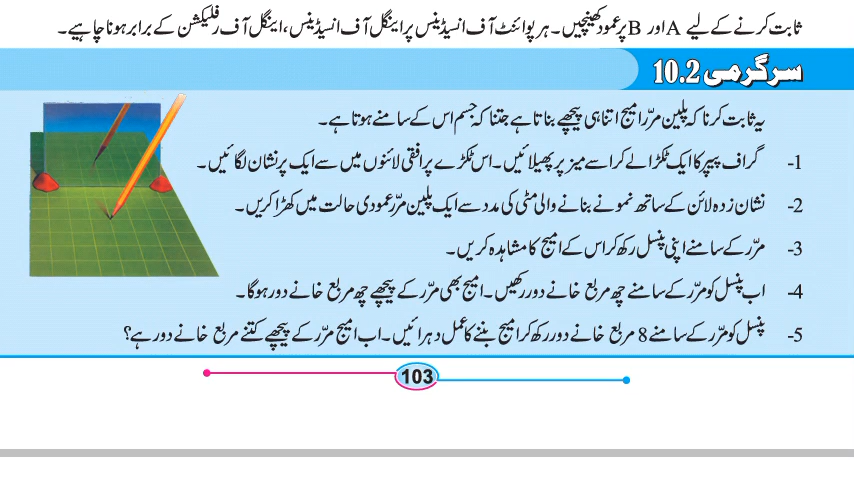 ثابت کرنے کے لیے A اور B پر عمود کھینچیں۔ ہر پوائنٹ آف انسیڈینس پر اینگل آف انسیڈینس، اینگل آف رفلیکشن کے برابر ہونا چاہیے۔
سرگرمی 10.2
یہ ثابت کرنا کہ پلین مرّر امیج اتنا ہی پیچھے بناتا ہے جتنا کہ جسم اس کے سامنے ہوتا ہے۔
1- گراف پیپر کا ایک ٹکڑا لے کر اسے میز پر پھیلائیں۔ اس ٹکڑے پر افقی لائنوں میں سے ایک پر نشان لگائیں۔
2- نشان زدہ لائن کے ساتھ نمونے بنانے والی مٹی کی مدد سے ایک پلین مرّر عمودی حالت میں کھڑا کریں۔
3- مرّر کے سامنے اپنی پنسل رکھ کر اس کے امیج کا مشاہدہ کریں۔
4- اب پنسل کو مرّر کے سامنے چھ مربع خانے دور رکھیں۔ امیج بھی مرّر کے پیچھے چھ مربع خانے دور ہوگا۔
5- پنسل کو مرّر کے سامنے 8 مربع خانے دور رکھ کر امیج بننے کا عمل دہرائیں۔ اب امیج مرّر کے پیچھے کتنے مربع خانے دور ہے؟
103